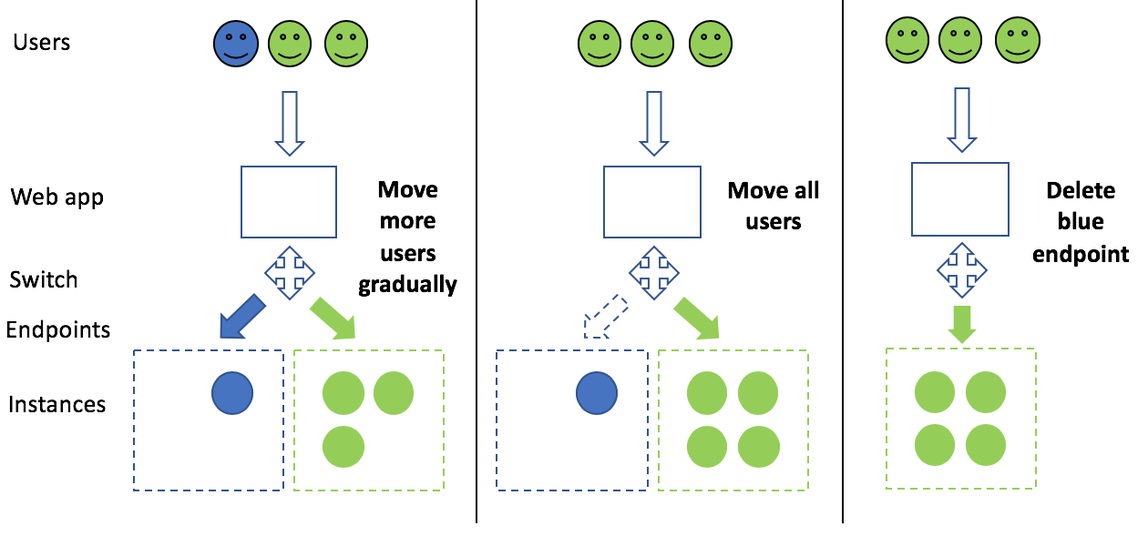 Users
Web app
Switch
Endpoints
Instances
Move
more
users
gradually
Move all
users
Delete
blue
endpoint